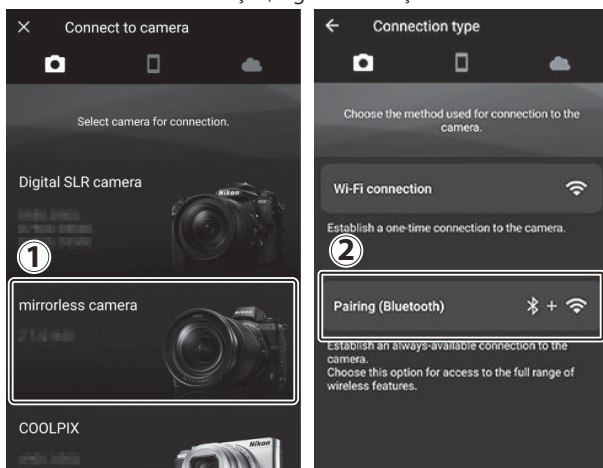 Connect to camera
Select camera for connection.
Digital SLR camera
Nikon
1
mirrorless camera
COOLPIX
Nikon
Connection type
Choose the method used for connection to the
camera.
Wi-Fi connection
Establish a one-time connection to the camera.
2
Pairing (Bluetooth)
+
Establish an always-available connection to the
camera.
Choose this option for access to the full range of
wireless features.